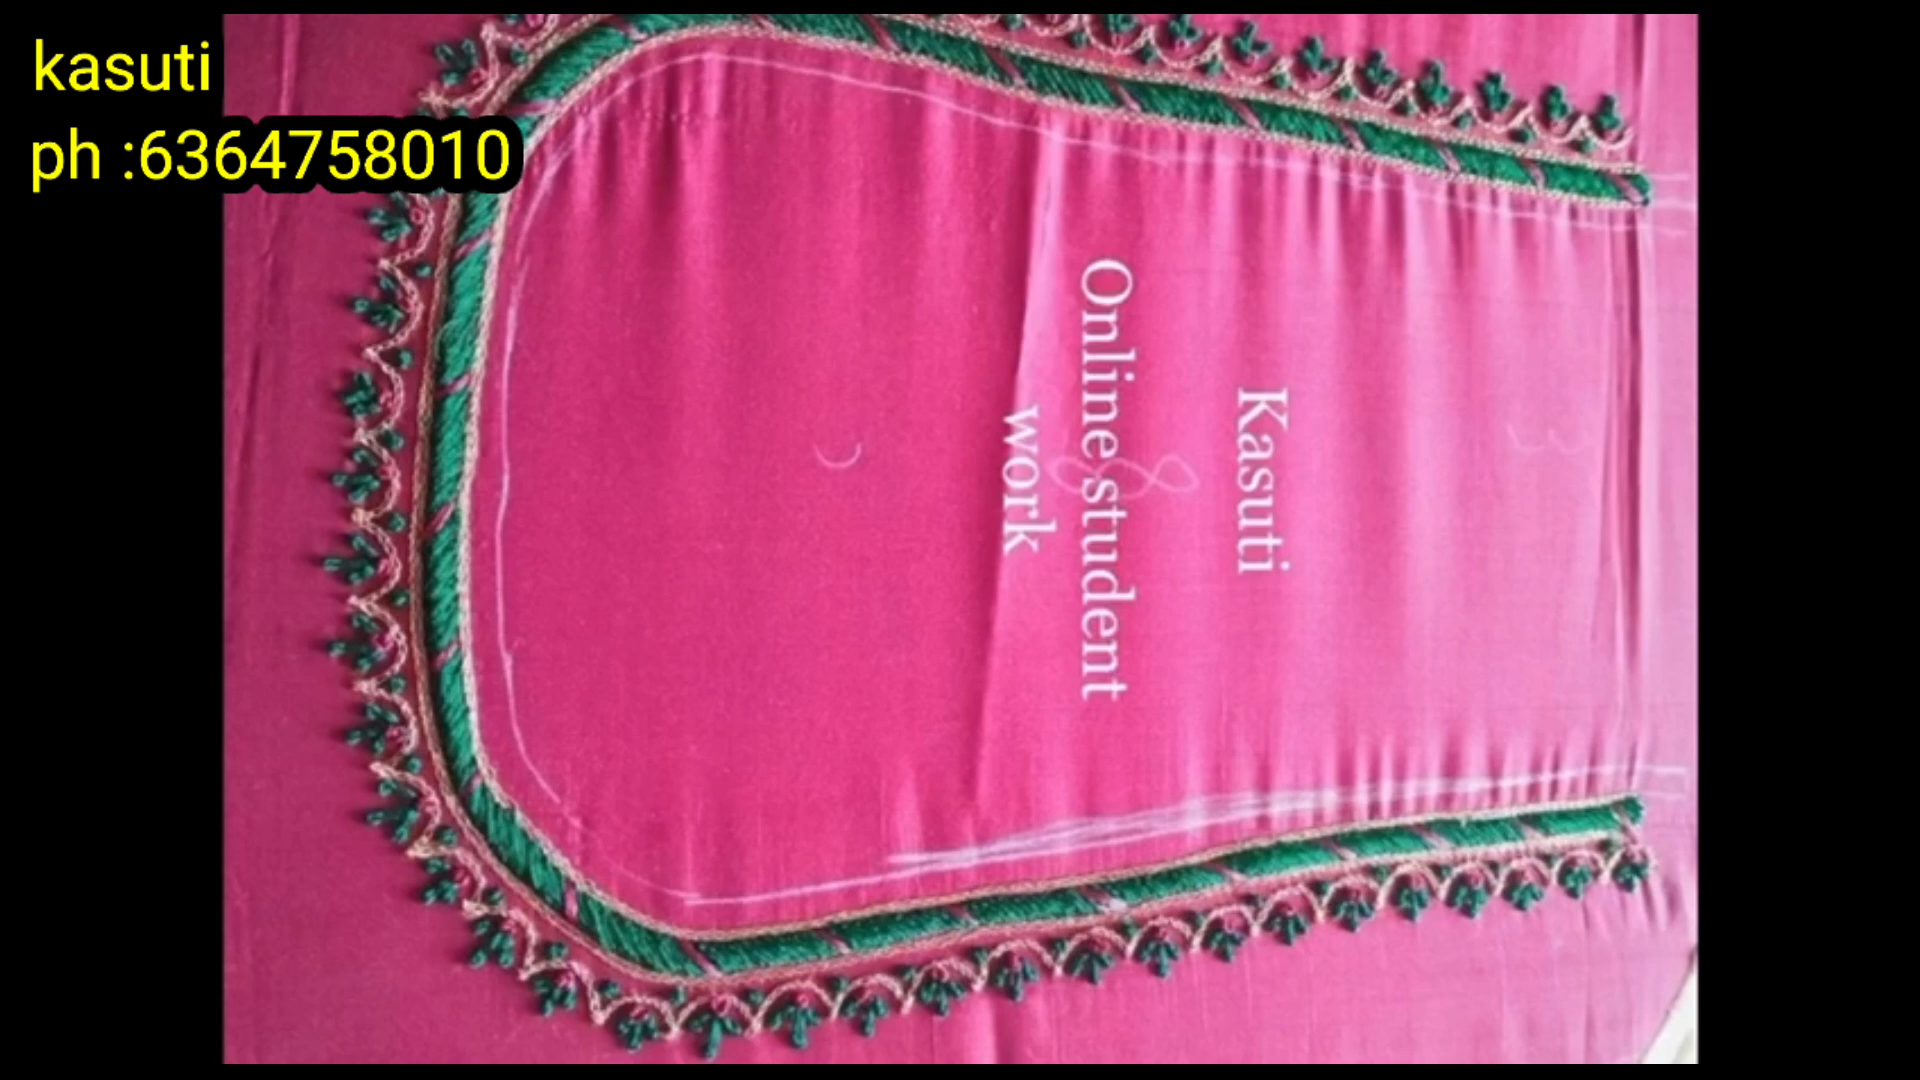 kasuti
ph :6364758010
Kasuti
Online student
work